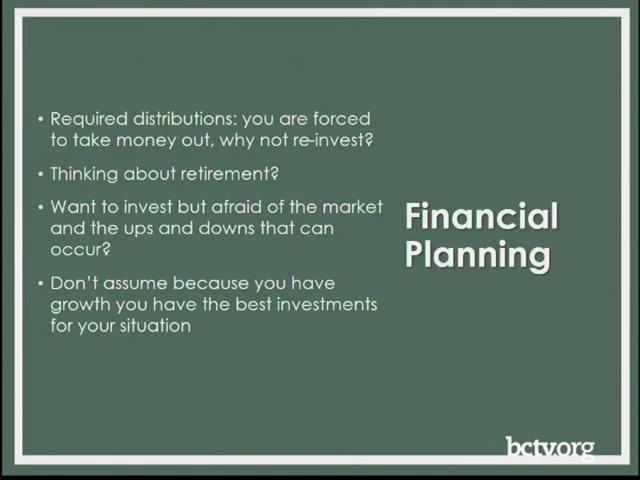 • Required distributions: you are forced
to take money out, why not re-invest?
• Thinking about retirement?
• Want to invest but afraid of the market
and the ups and downs that can
occur?
• Don't assume because you have
growth you have the best investments
for your situation
Financial
Planning
bctv.org